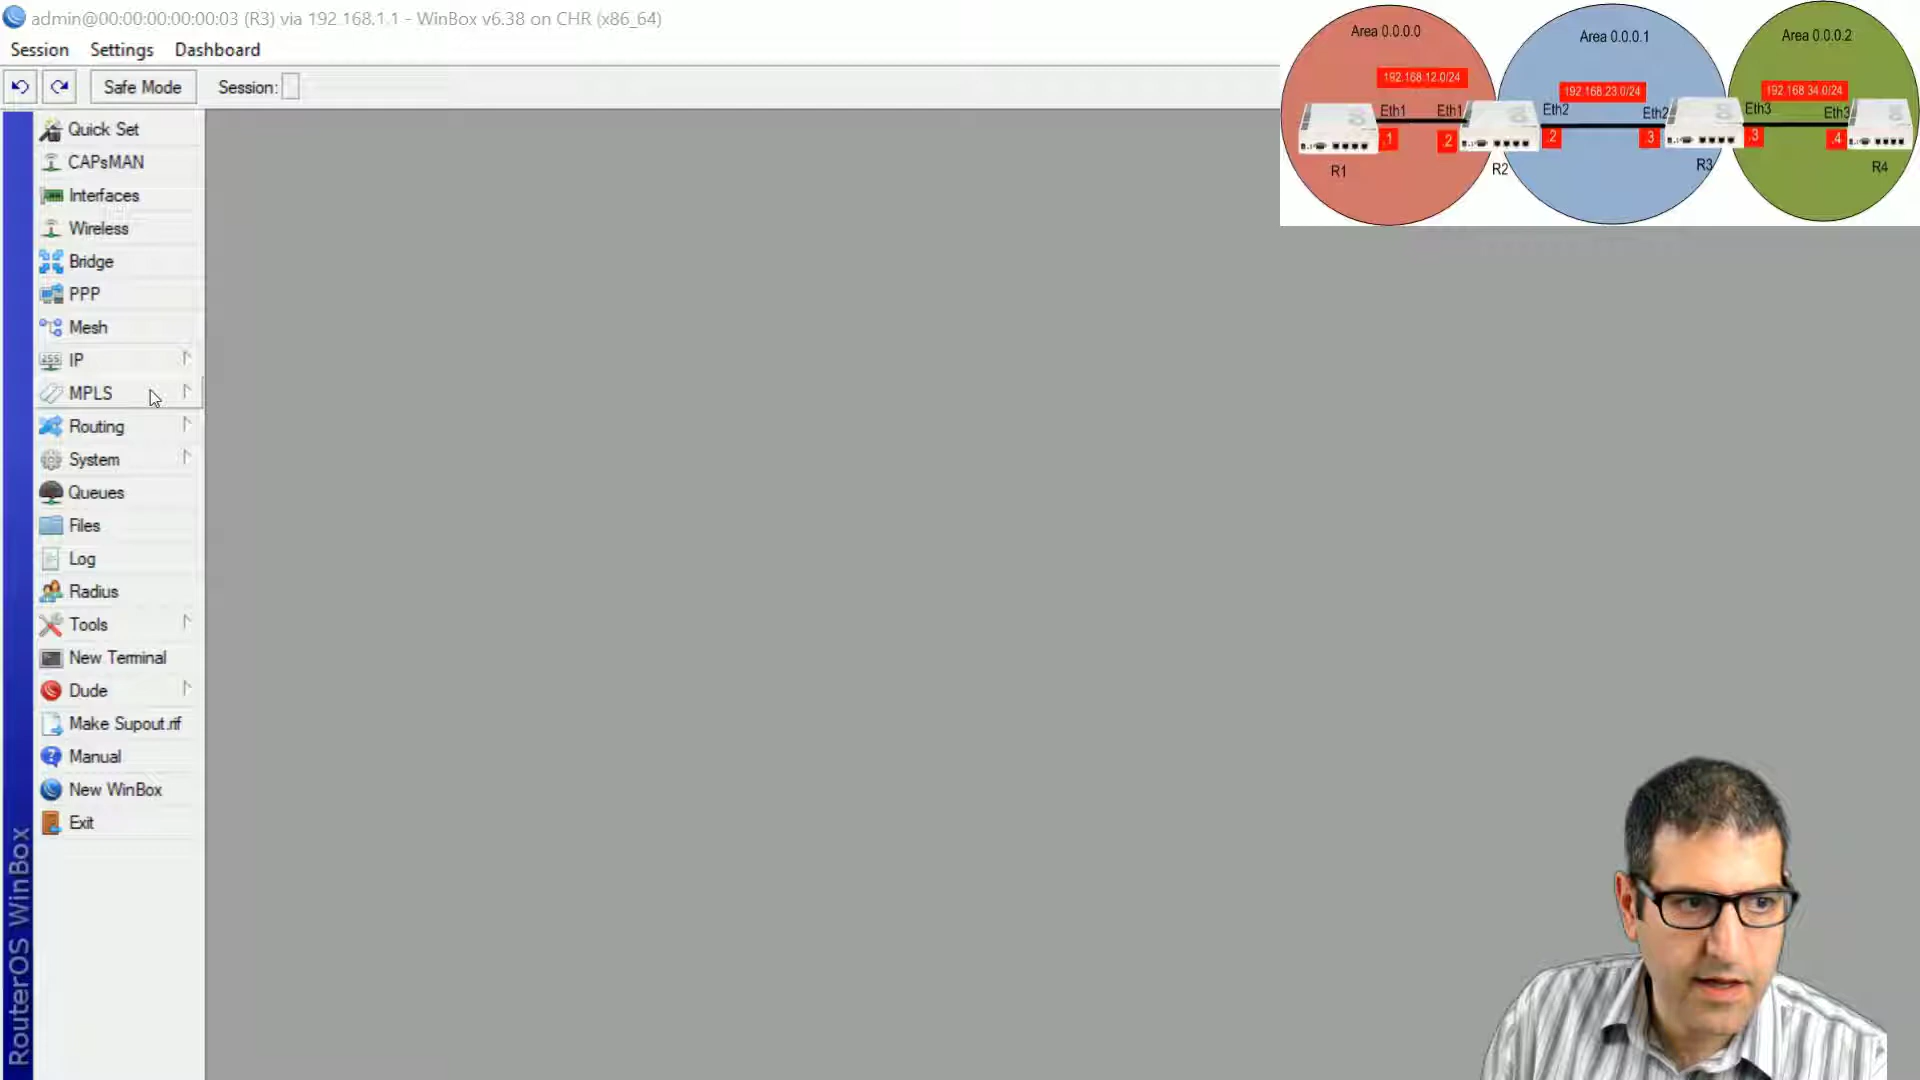 admin@00:00:00:00:00:03 (R3) via 192.168.1.1 - WinBox v6.38 on CHR (x86_64)
Session Settings Dashboard
Safe Mode Session:
Quick Set
CAPsMAN
Interfaces
Wireless
Bridge
PPP
Mesh
IP
MPLS
Routing
System
Queues
Files
Log
Radius
Tools
New Terminal
Dude
Make Supout.rif
Manual
New WinBox
Exit
RouterOS WinBox
Area 0.0.0.0 Area 0.0.0.1 Area 0.0.0.2
192.168.12.0/24 192.168.23.0/24 192.168.34.0/24
Eth1 Eth1 Eth2 Eth2 Eth3 Eth3
.1 .2 .2 .3 .3 .4
R1 R2 R3 R4